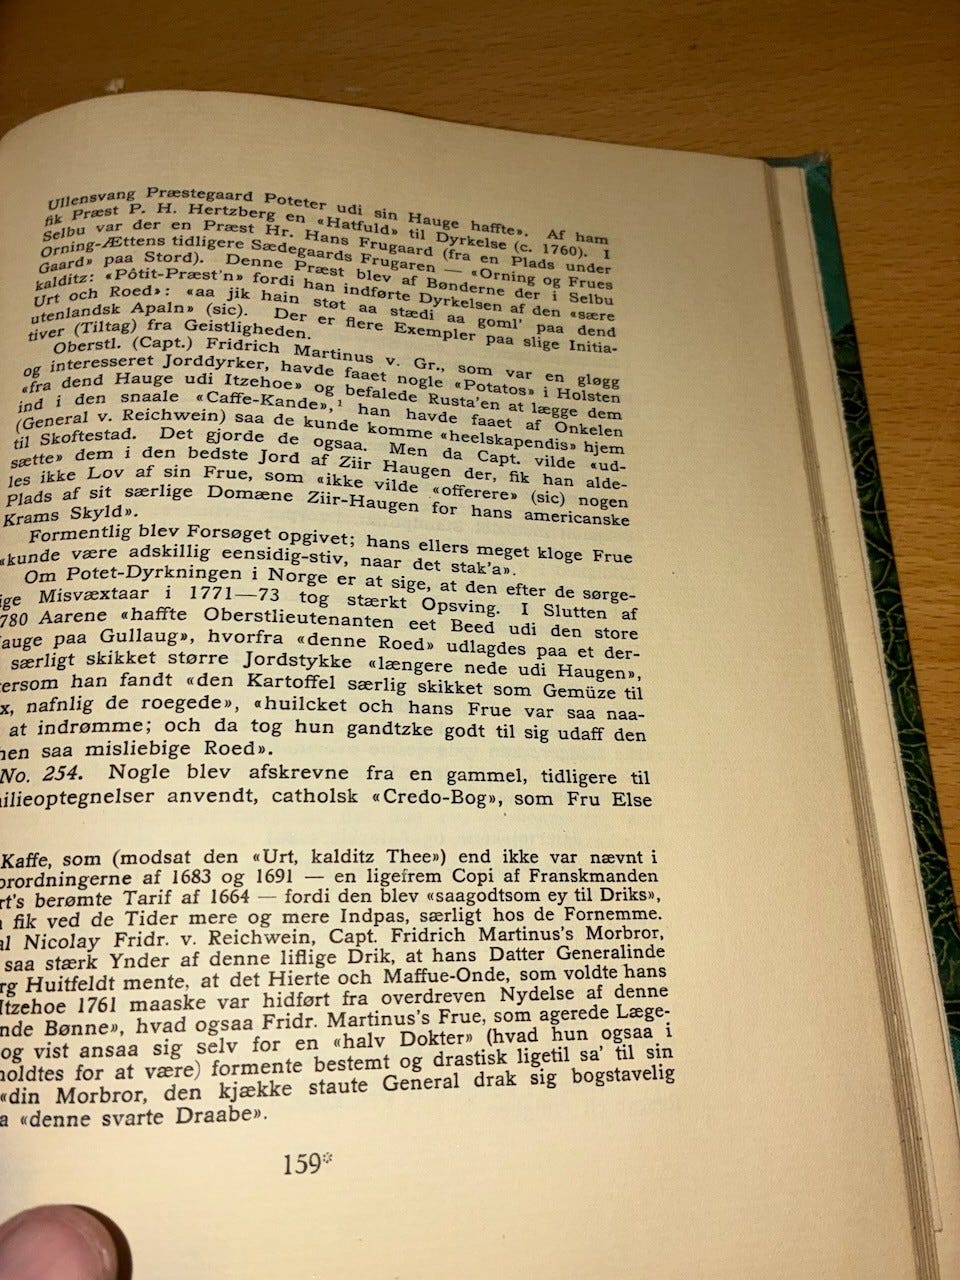 Ullensvang Præstegaard Poteter udi sin Hauge haffte». Af ham
fik Præst P. H. Hertzberg en «Hatfuld» til Dyrkelse (c. 1760). I
Selbu var der en Præst Hr. Hans Frugaard (fra en Plads under
Orning-Ættens tidligere Sædegaards Frugaren — «Orning og Frues
Gaard» paa Stord). Denne Præst blev af Bønderne der i Selbu
kalditz: «Pôtit-Præst'n» fordi han indførte Dyrkelsen af den «sære
Urt och Roed»: «aa jik hain støt aa stædi aa goml' paa dend
utenlandsk Apaln» (sic). Der er flere Exempler paa slige Initia-
tiver (Tiltag) fra Geistligheden.
Oberstl. (Capt.) Fridrich Martinus v. Gr., som var en gløgg
og interesseret Jorddyrker, havde faaet nogle «Potatos» i Holsten
«fra dend Hauge udi Itzehoe» og befalede Rusta'en at lægge dem
ind i den snaale «Caffe-Kande»,¹ han havde faaet af Onkelen
(General v. Reichwein) saa de kunde komme «heelskapendis» hjem
til Skoftestad. Det gjorde de ogsaa. Men da Capt. vilde «ud-
sætte» dem i den bedste Jord af Ziir Haugen der, fik han alde-
les ikke Lov af sin Frue, som «ikke vilde «offerere» (sic) nogen
Plads af sit særlige Domæne Ziir-Haugen for hans americanske
Krams Skyld».
Formentlig blev Forsøget opgivet; hans ellers meget kloge Frue
«kunde være adskillig eensidig-stiv, naar det stak'a».
Om Potet-Dyrkningen i Norge er at sige, at den efter de sørge-
ige Misvæxtaar i 1771—73 tog stærkt Opsving. I Slutten af
780 Aarene «haffte Oberstlieutenanten eet Beed udi den store
auge paa Gullaug», hvorfra «denne Roed» udlagdes paa et der-
særligt skikket større Jordstykke «længere nede udi Haugen»,
ersom han fandt «den Kartoffel særlig skikket som Gemüze til
x, nafnlig de roegede», «huilcket och hans Frue var saa naa-
at indrømme; och da tog hun gandtzke godt til sig udaff den
hen saa misliebige Roed».
No. 254. Nogle blev afskrevne fra en gammel, tidligere til
ilieoptegnelser anvendt, catholsk «Credo-Bog», som Fru Else
Kaffe, som (modsat den «Urt, kalditz Thee») end ikke var nævnt i
orordningerne af 1683 og 1691 — en ligefrem Copi af Franskmanden
rt's berømte Tarif af 1664 — fordi den blev «saagodtsom ey til Driks»,
fik ved de Tider mere og mere Indpas, særligt hos de Fornemme.
al Nicolay Fridr. v. Reichwein, Capt. Fridrich Martinus's Morbror,
saa stærk Ynder af denne liflige Drik, at hans Datter Generalinde
rg Huitfeldt mente, at det Hierte och Maffue-Onde, som voldte hans
Itzehoe 1761 maaske var hidført fra overdreven Nydelse af denne
nde Bønne», hvad ogsaa Fridr. Martinus's Frue, som agerede Læge-
og vist ansaa sig selv for en «halv Dokter» (hvad hun ogsaa i
holdtes for at være) formente bestemt og drastisk ligetil sa' til sin
«din Morbror, den kjække staute General drak sig bogstavelig
a «denne svarte Draabe».
159*